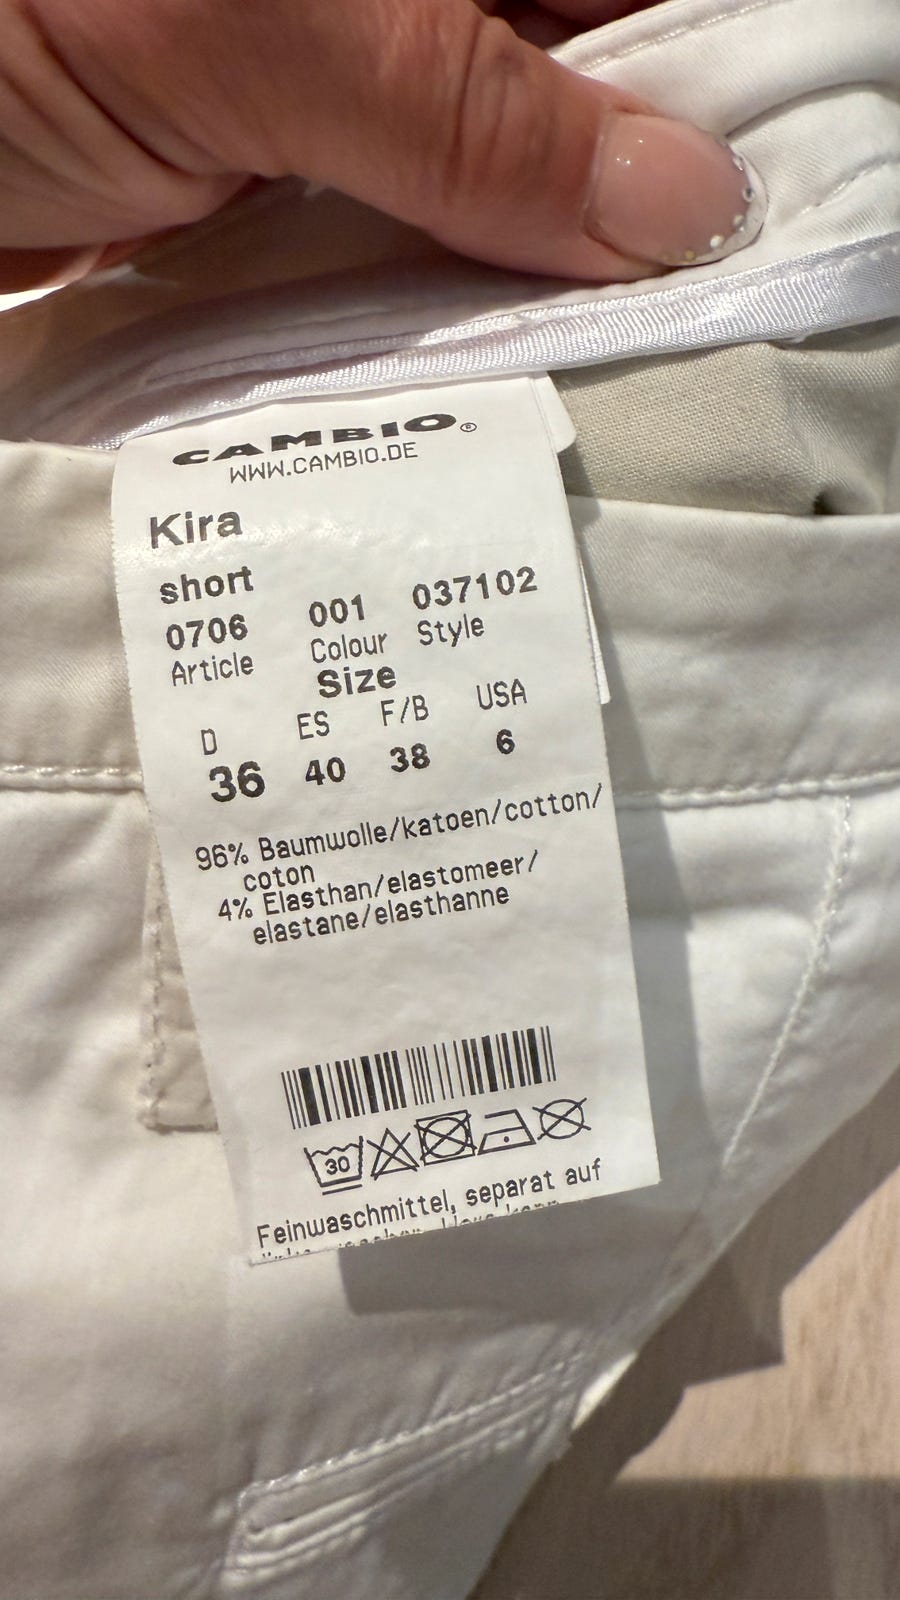 CAMBIO®
WWW.CAMBIO.DE
Kira
short
0706 001 037102
Article Colour Style
Size
D ES F/B USA
36 40 38 6
96% Baumwolle/katoen/cotton/
coton
4% Elasthan/elastomeer/
elastane/elasthanne
30
Feinwaschmittel, separat auf